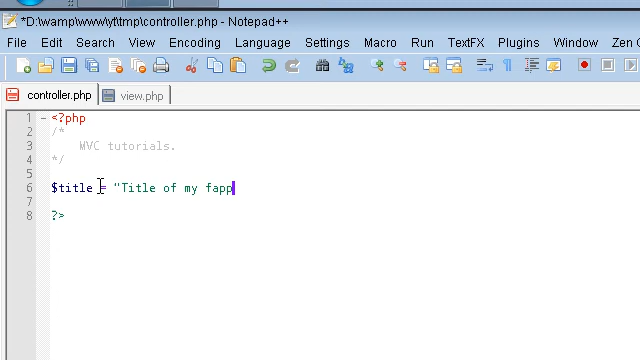 *D:\wamp\www\yt\tmp\controller.php - Notepad++
File Edit Search View Encoding Language Settings Macro Run TextFX Plugins Window Zen C
controller.php view.php
1 <?php
2 /*
3 MVC tutorials.
4 */
5
6 $title = "Title of my fapp
7
8 ?>